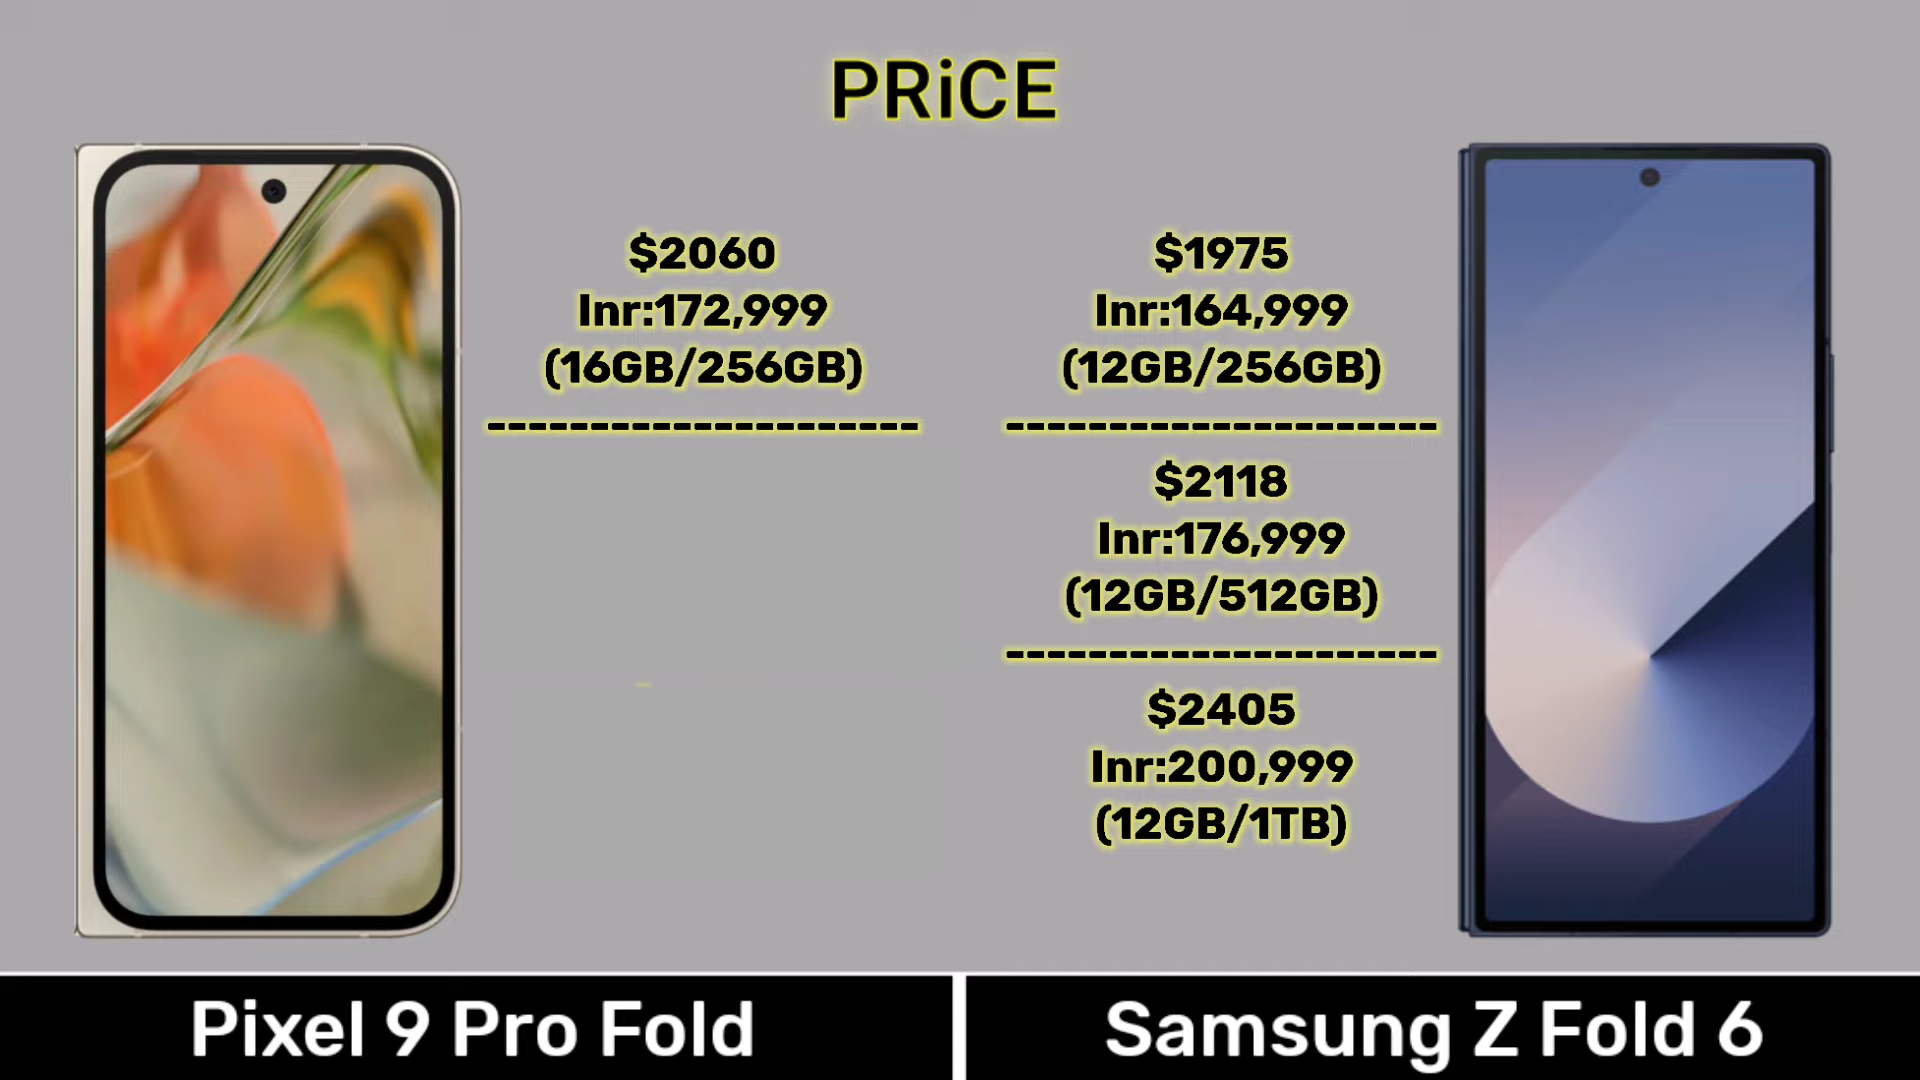 PRiCE
$2060
Inr:172,999
(16GB/256GB)
---------------------
$1975
Inr:164,999
(12GB/256GB)
---------------------
$2118
Inr:176,999
(12GB/512GB)
---------------------
$2405
Inr:200,999
(12GB/1TB)
Pixel 9 Pro Fold
Samsung Z Fold 6